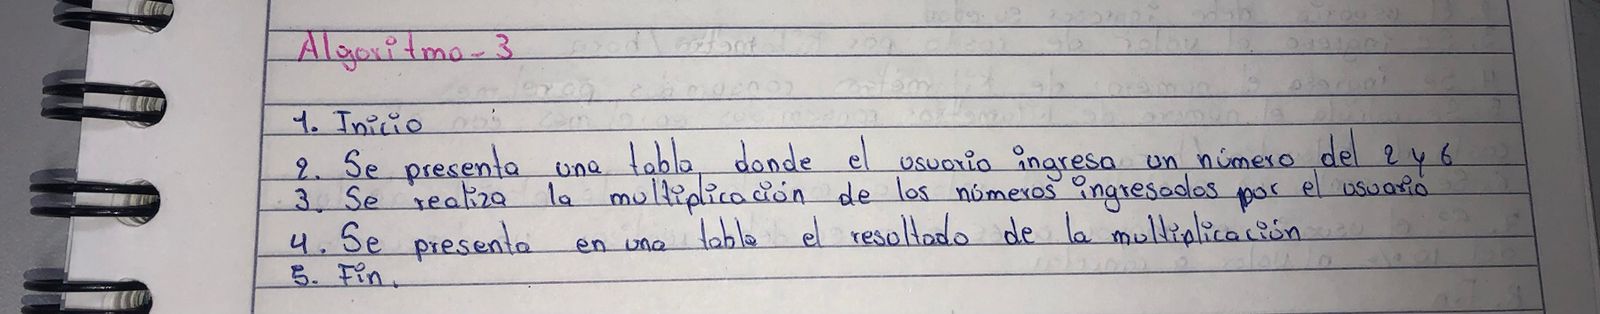 Algoritmo-3
1. Inicio
2. Se presenta una tabla donde el usuario ingresa un número del 2 y 6
3. Se realiza la multiplicación de los números ingresados por el usuario
4. Se presenta en una tabla el resultado de la multiplicación
5. Fin.